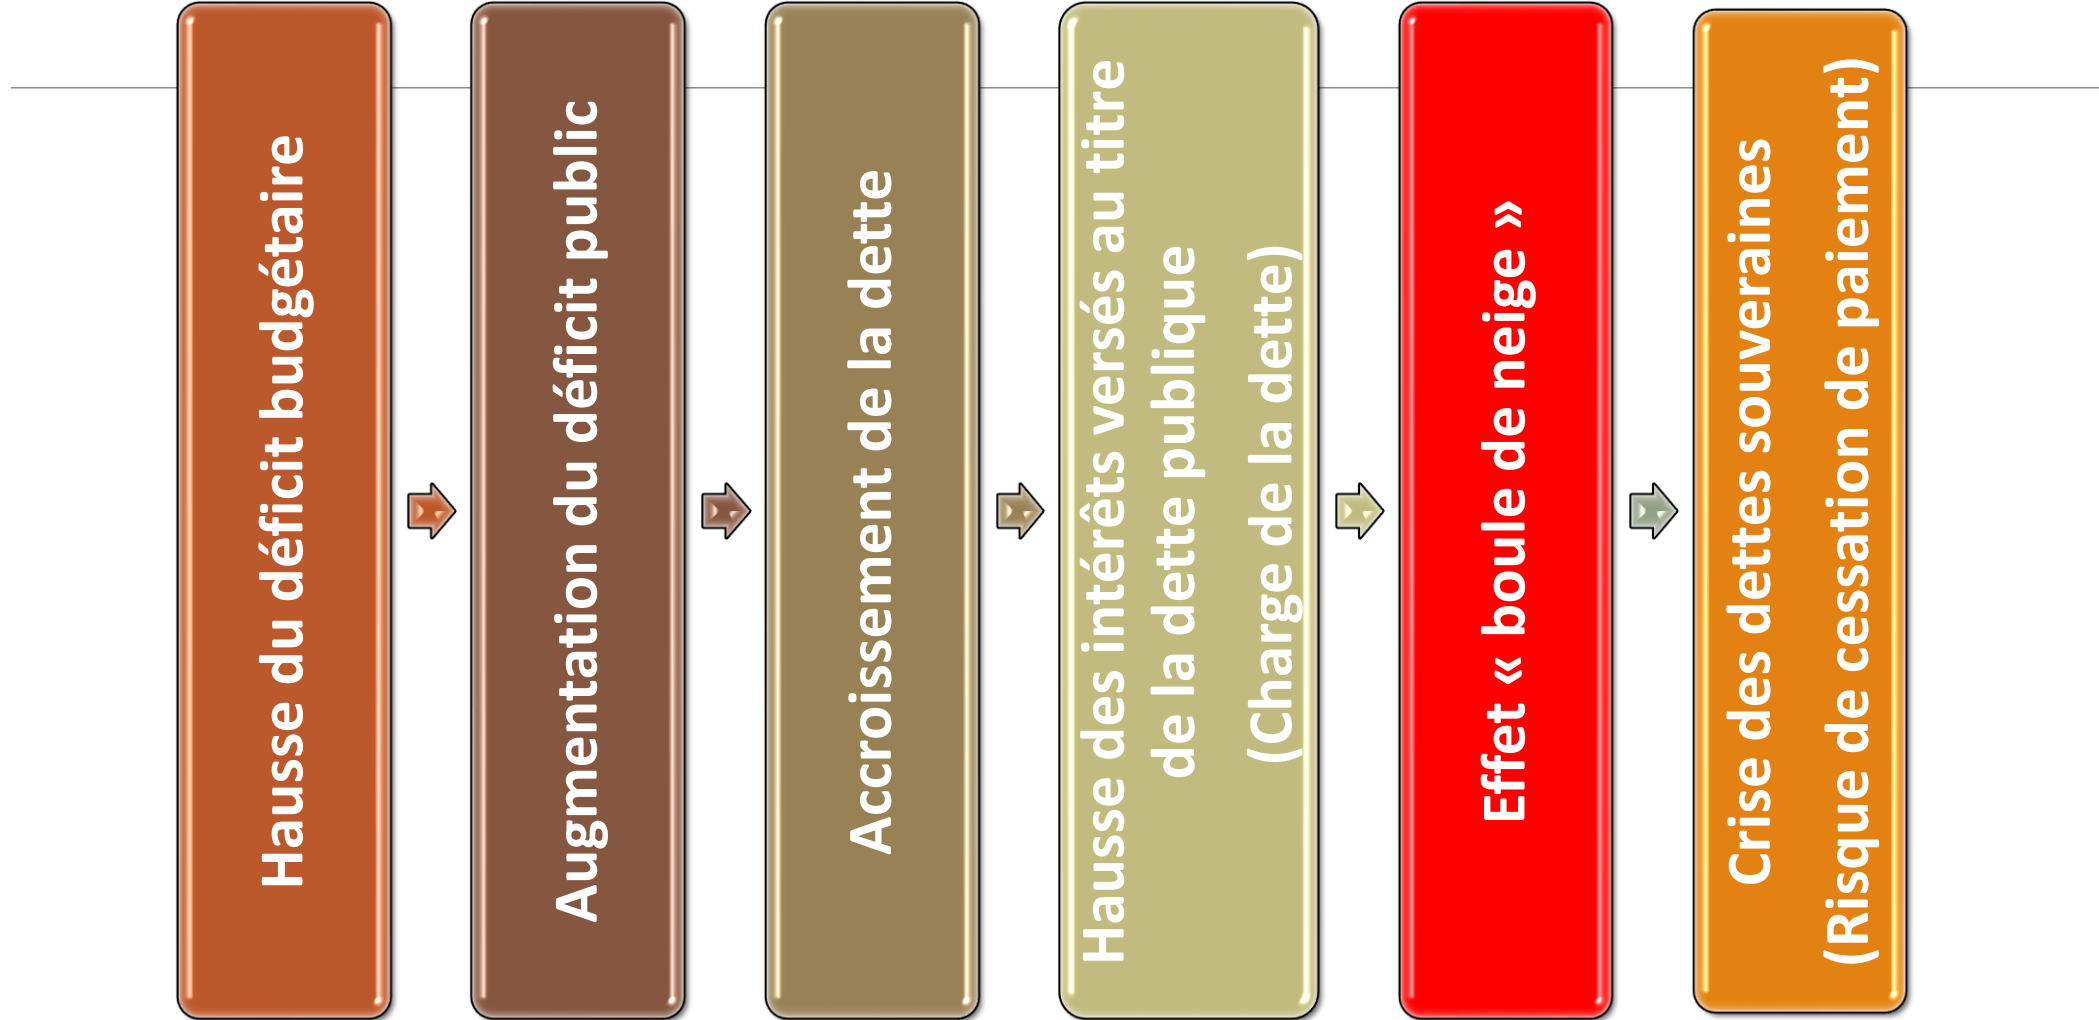 Hausse du déficit budgétaire
Augmentation du déficit public
Accroissement de la dette
Hausse des intérêts versés au titre
de la dette publique
(Charge de la dette)
Effet « boule de neige »
Crise des dettes souveraines
(Risque de cessation de paiement)